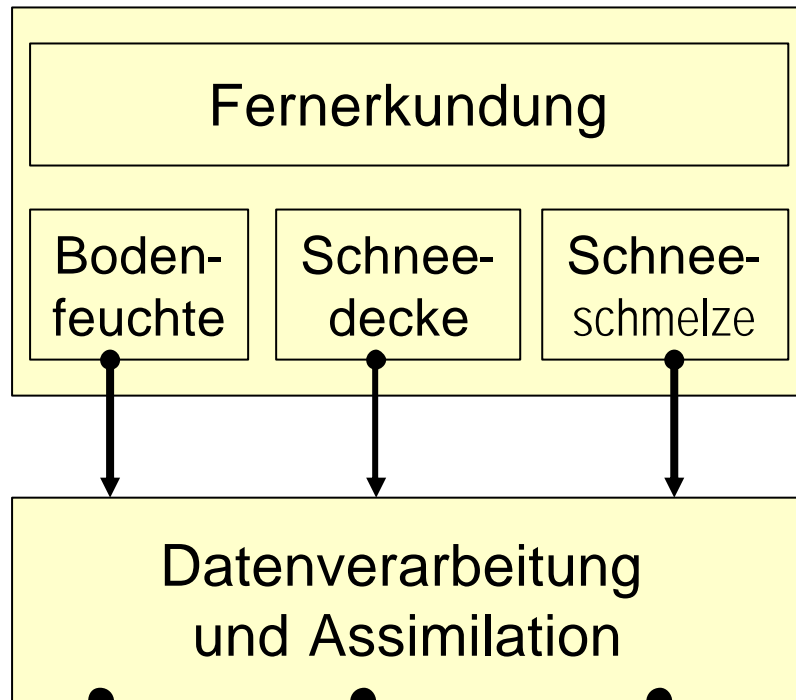 Fernerkundung
Boden-
feuchte
Schnee-
decke
Schnee-
schmelze
Datenverarbeitung
und Assimilation